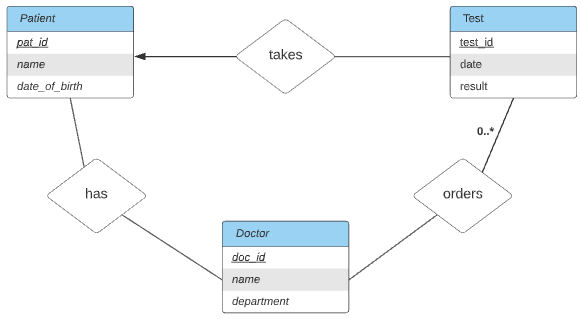 Patient
pat_id
name
date_of_birth
takes
Test
test_id
date
result
0..*
has
orders
Doctor
doc_id
name
department